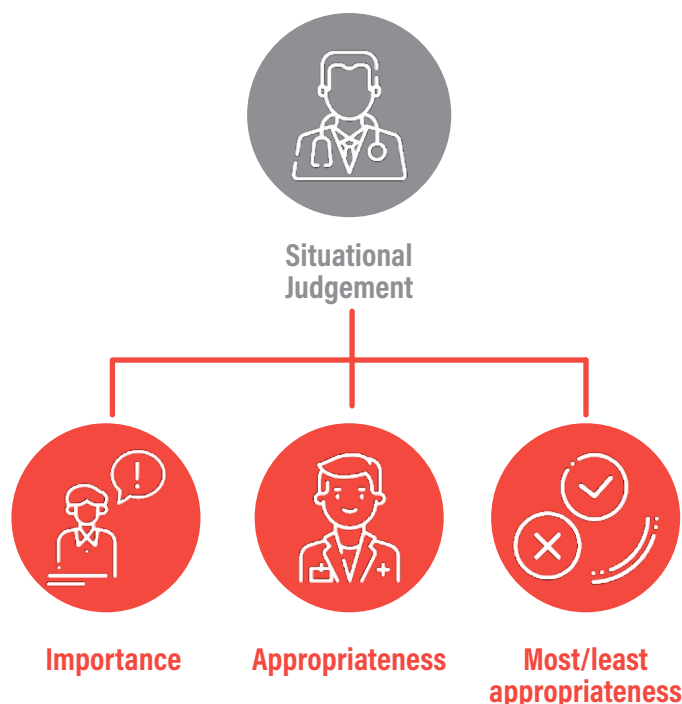 Situational
Judgement
Importance
Appropriateness
Most/least
appropriateness